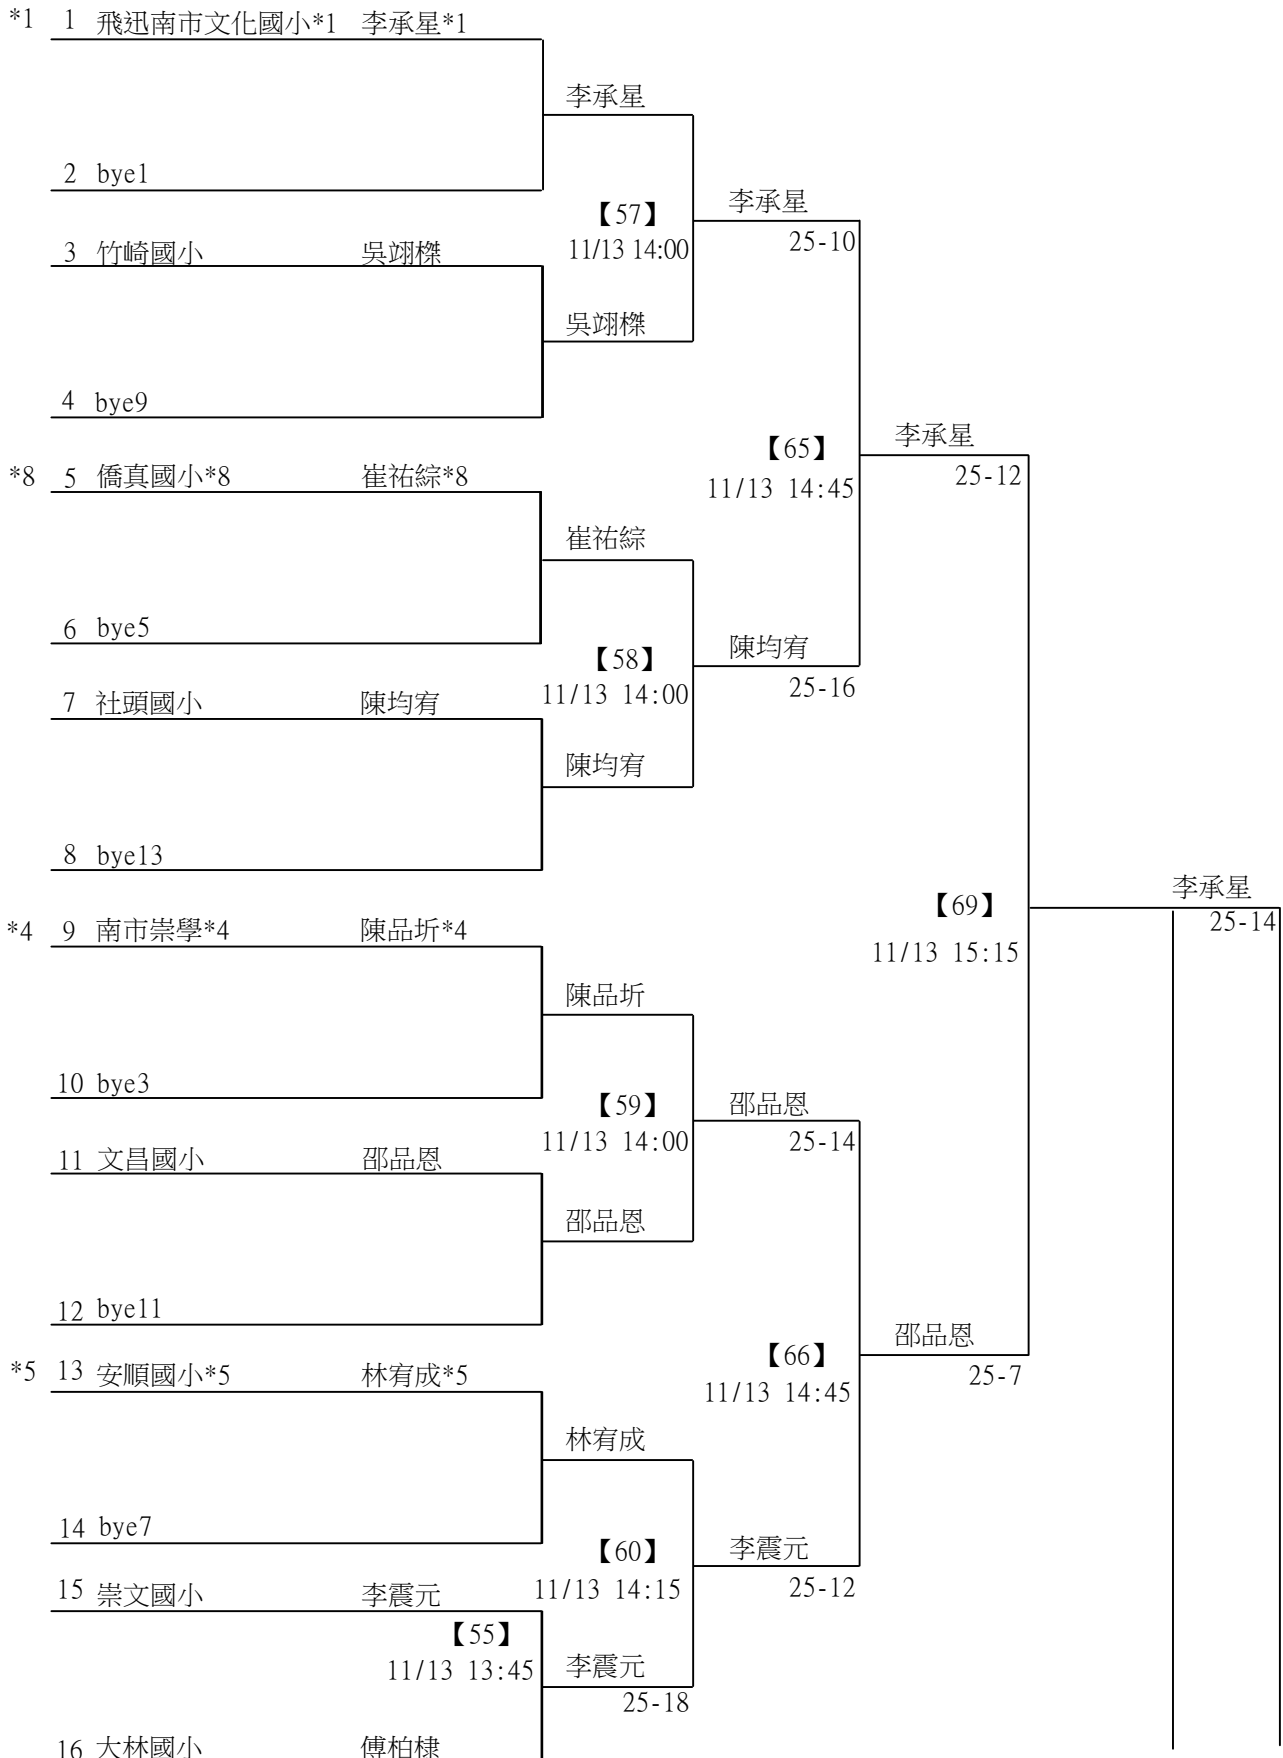 *1 1 飛迅南市文化國小*1 李承星*1
李承星
2 bye1
【57】
11/13 14:00
李承星
25-10
3 竹崎國小 吳翊櫸
吳翊櫸
4 bye9
【65】
11/13 14:45
李承星
25-12
*8 5 僑真國小*8 崔祐綜*8
崔祐綜
6 bye5
【58】
11/13 14:00
陳均宥
25-16
7 社頭國小 陳均宥
陳均宥
8 bye13
【69】
11/13 15:15
李承星
25-14
*4 9 南市崇學*4 陳品圻*4
陳品圻
10 bye3
【59】
11/13 14:00
邵品恩
25-14
11 文昌國小 邵品恩
邵品恩
12 bye11
【66】
11/13 14:45
邵品恩
25-7
*5 13 安順國小*5 林宥成*5
林宥成
14 bye7
【60】
11/13 14:15
李震元
25-12
15 崇文國小 李震元
【55】
11/13 13:45
李震元
25-18
16 大林國小 傅柏棣